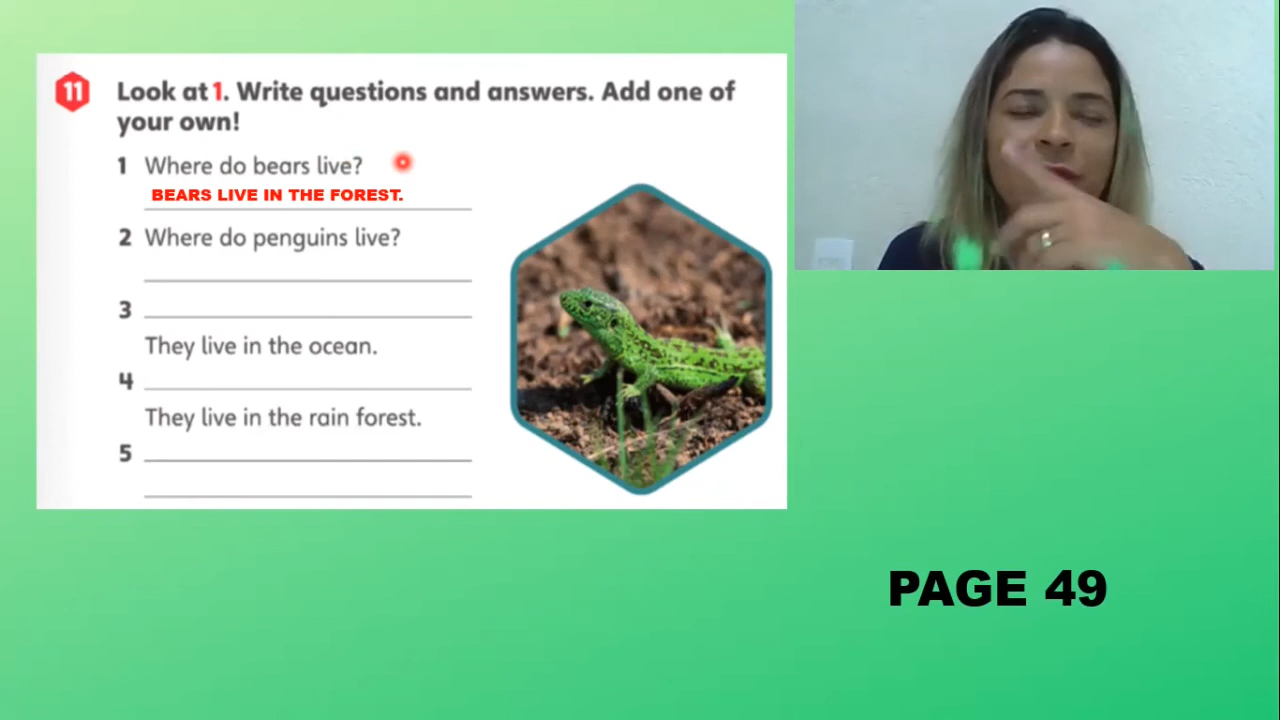 11 Look at 1. Write questions and answers. Add one of
your own!
1 Where do bears live?
BEARS LIVE IN THE FOREST.
2 Where do penguins live?
3
They live in the ocean.
4
They live in the rain forest.
5
PAGE 49